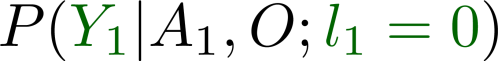 P(Y₁|A₁, O; l₁ = 0)